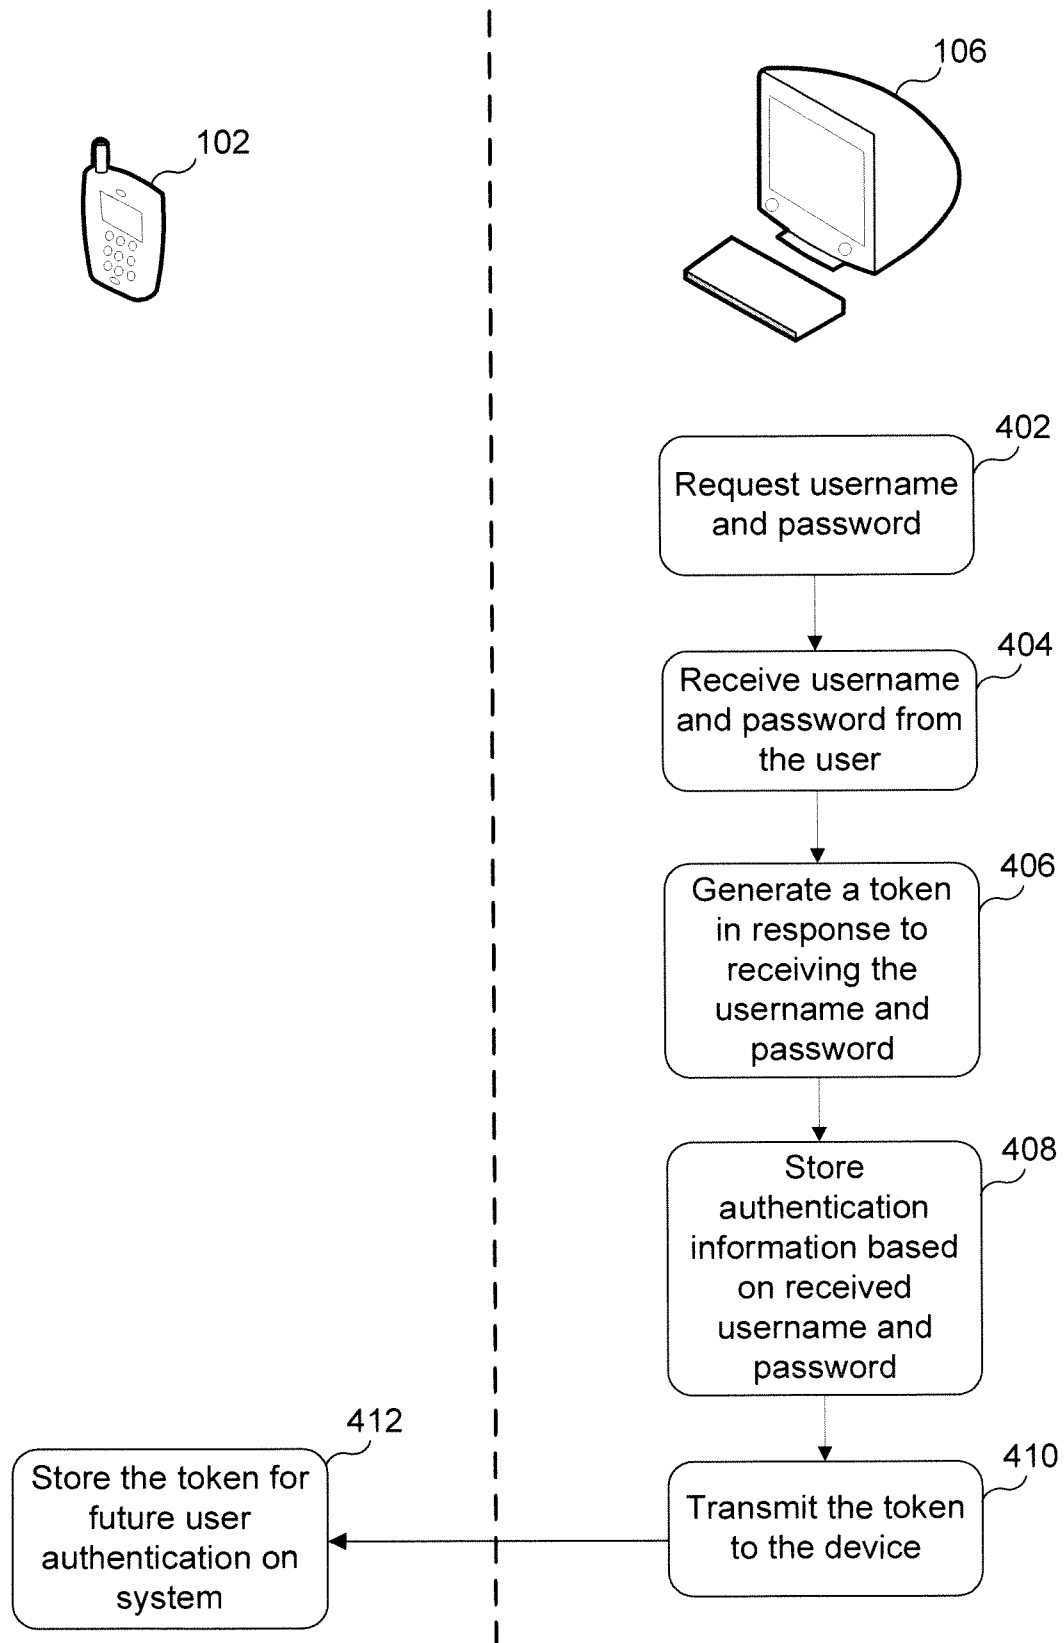 106
102
402
Request username
and password
404
Receive username
and password from
the user
406
Generate a token
in response to
receiving the
username and
password
408
Store
authentication
information based
on received
username and
password
412
Store the token for
future user
authentication on
system
410
Transmit the token
to the device